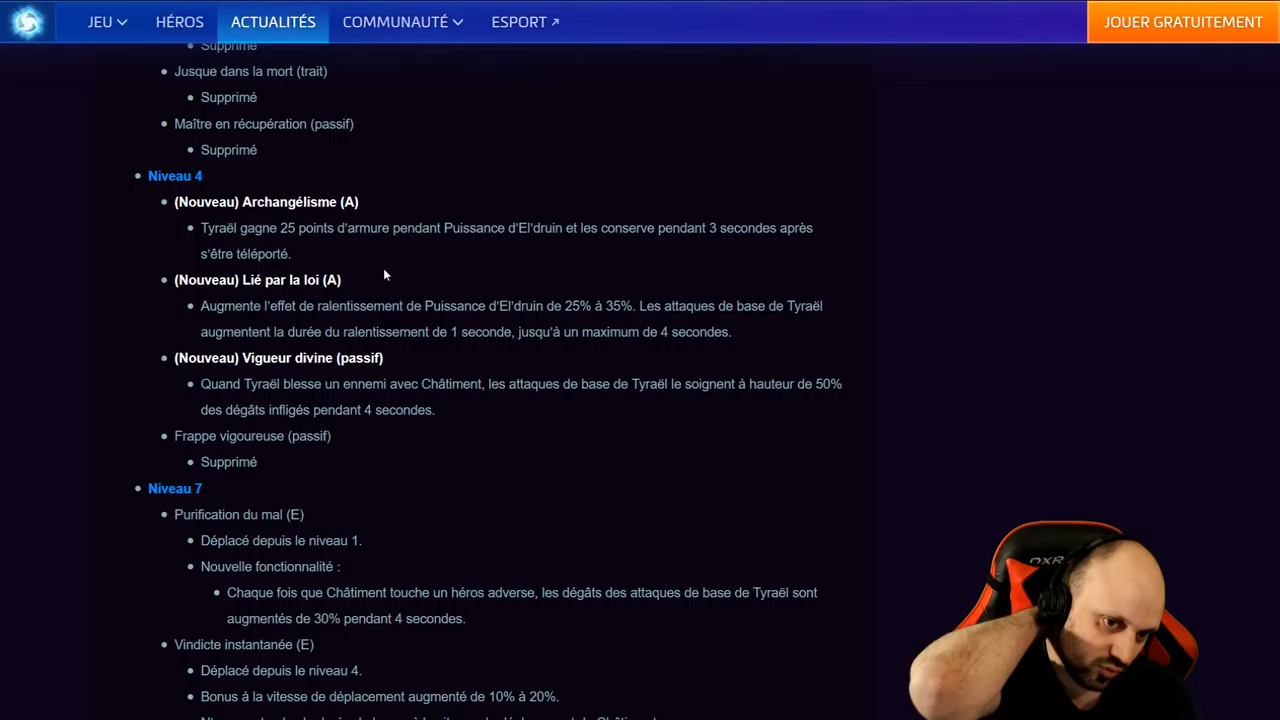 JEU HÉROS ACTUALITÉS COMMUNAUTÉ ESPORT JOUER GRATUITEMENT
Supprimé
Jusque dans la mort (trait)
Supprimé
Maître en récupération (passif)
Supprimé
Niveau 4
(Nouveau) Archangélisme (A)
Tyraël gagne 25 points d'armure pendant Puissance d'El'druin et les conserve pendant 3 secondes après
s'être téléporté.
(Nouveau) Lié par la loi (A)
Augmente l'effet de ralentissement de Puissance d'El'druin de 25% à 35%. Les attaques de base de Tyraël
augmentent la durée du ralentissement de 1 seconde, jusqu'à un maximum de 4 secondes.
(Nouveau) Vigueur divine (passif)
Quand Tyraël blesse un ennemi avec Châtiment, les attaques de base de Tyraël le soignent à hauteur de 50%
des dégâts infligés pendant 4 secondes.
Frappe vigoureuse (passif)
Supprimé
Niveau 7
Purification du mal (E)
Déplacé depuis le niveau 1.
Nouvelle fonctionnalité :
Chaque fois que Châtiment touche un héros adverse, les dégâts des attaques de base de Tyraël sont
augmentés de 30% pendant 4 secondes.
Vindicte instantanée (E)
Déplacé depuis le niveau 4.
Bonus à la vitesse de déplacement augmenté de 10% à 20%.
DXR